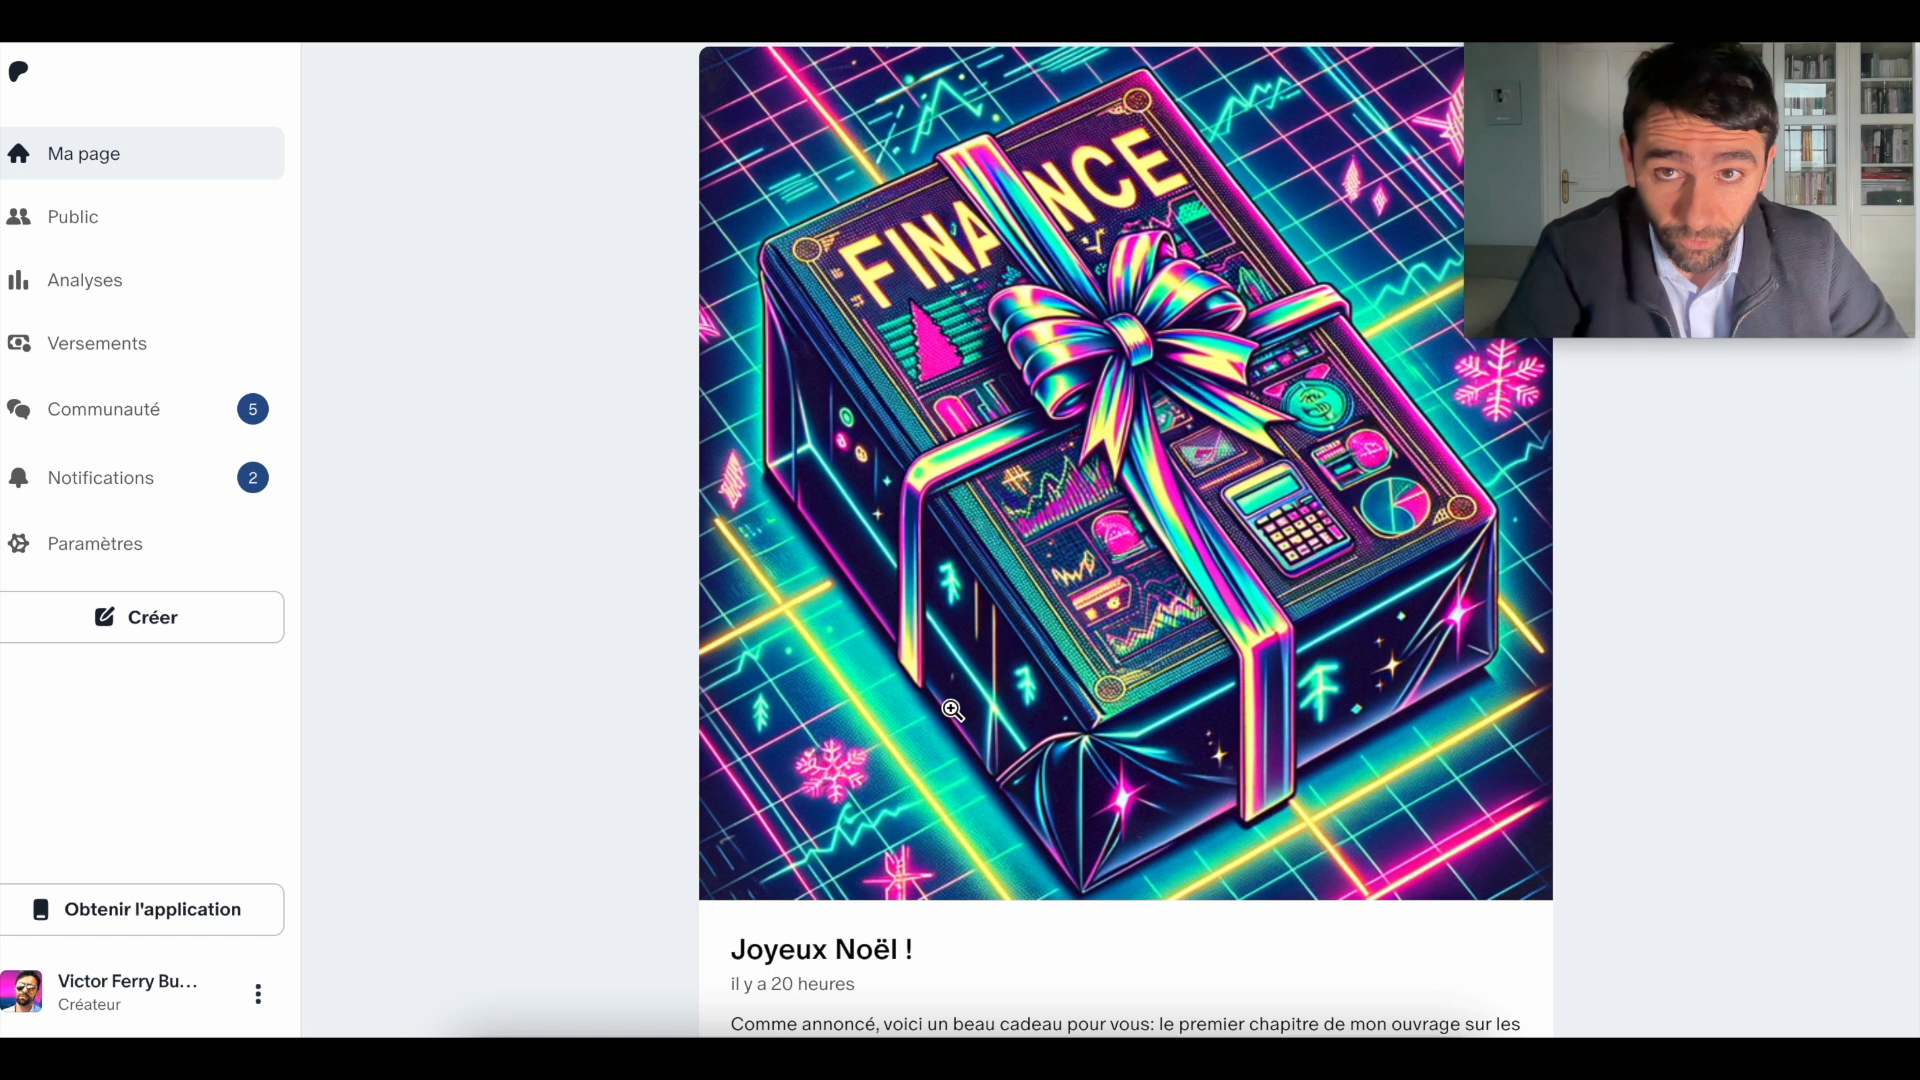 Ma page
Public
Analyses
Versements
Communauté 5
Notifications 2
Paramètres
Créer
Obtenir l'application
Victor Ferry Bu...
Créateur
FINANCE
Joyeux Noël !
il y a 20 heures
Comme annoncé, voici un beau cadeau pour vous: le premier chapitre de mon ouvrage sur les